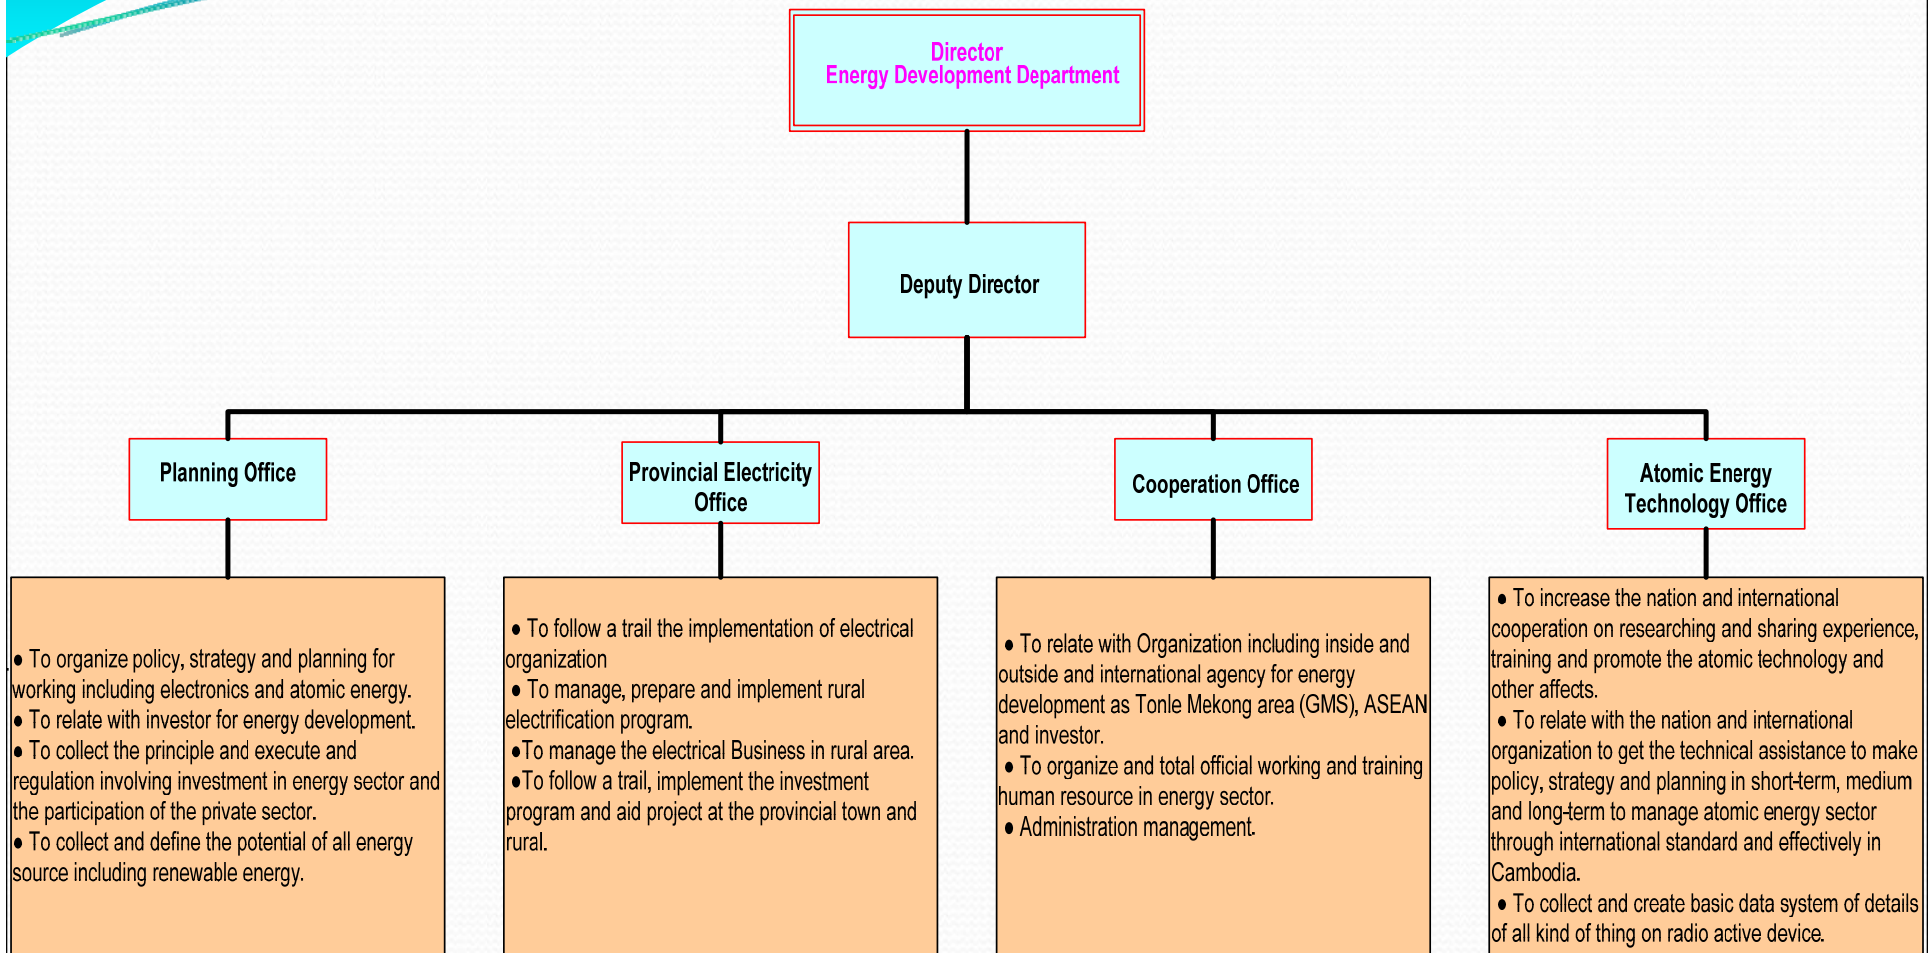 Director
Energy Development Department
Deputy Director
Planning Office
Provincial Electricity
Office
Cooperation Office
Atomic Energy
Technology Office
● To organize policy, strategy and planning for
working including electronics and atomic energy.
● To relate with investor for energy development.
● To collect the principle and execute and
regulation involving investment in energy sector and
the participation of the private sector.
● To collect and define the potential of all energy
source including renewable energy.
● To follow a trail the implementation of electrical
organization
● To manage, prepare and implement rural
electrification program.
●To manage the electrical Business in rural area.
●To follow a trail, implement the investment
program and aid project at the provincial town and
rural.
● To relate with Organization including inside and
outside and international agency for energy
development as Tonle Mekong area (GMS), ASEAN
and investor.
● To organize and total official working and training
human resource in energy sector.
● Administration management.
● To increase the nation and international
cooperation on researching and sharing experience,
training and promote the atomic technology and
other affects.
● To relate with the nation and international
organization to get the technical assistance to make
policy, strategy and planning in short-term, medium
and long-term to manage atomic energy sector
through international standard and effectively in
Cambodia.
● To collect and create basic data system of details
of all kind of thing on radio active device.